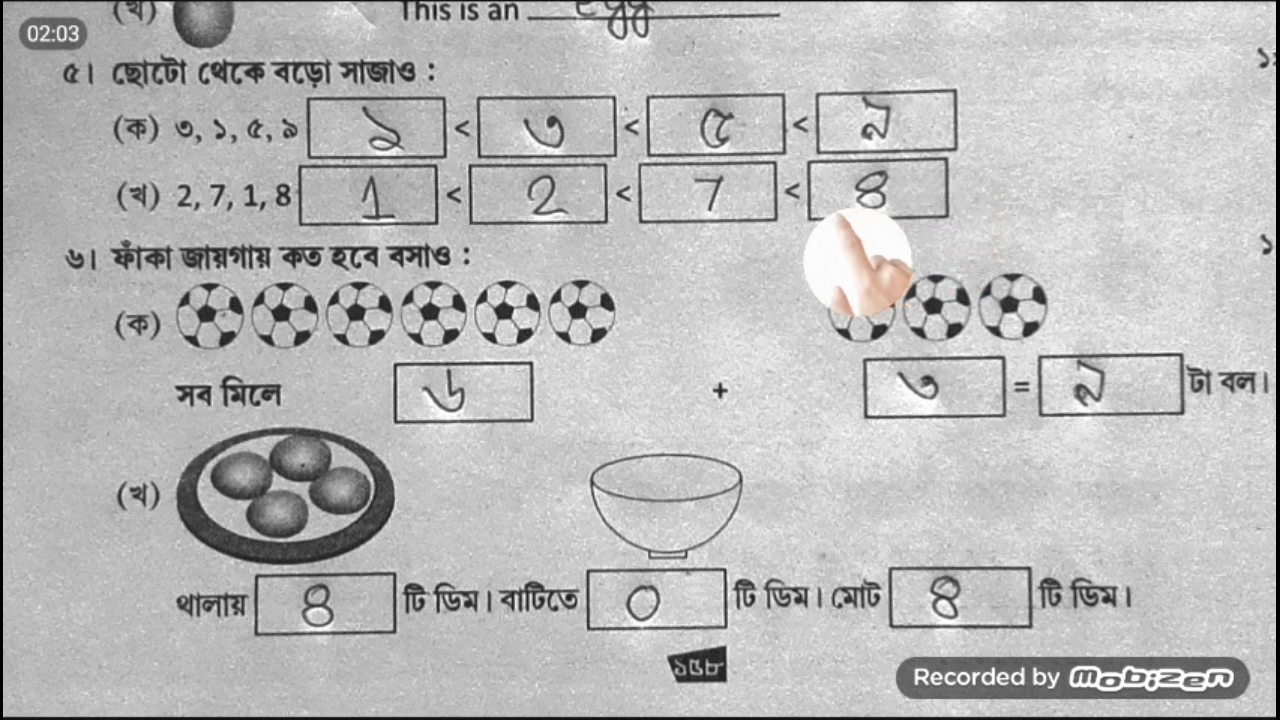 02:03
(খ) This is an egg
৫। ছোটো থেকে বড়ো সাজাও :
(ক) ৩, ১, ৫, ৯ ১ < ৩ < ৫ < ৯
(খ) 2, 7, 1, 8 1 < 2 < 7 < 8
৬। ফাঁকা জায়গায় কত হবে বসাও :
(ক)
সব মিলে ৬ + ৩ = ৯ টা বল।
(খ)
থালায় ৪ টি ডিম। বাটিতে ০ টি ডিম। মোট ৪ টি ডিম।
১৫৮
Recorded by Mobizen